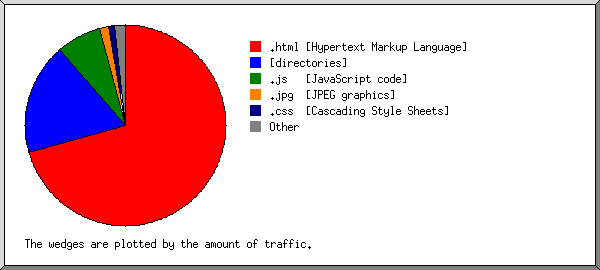 .html [Hypertext Markup Language]
[directories]
.js   [JavaScript code]
.jpg  [JPEG graphics]
.css  [Cascading Style Sheets]
Other
The wedges are plotted by the amount of traffic.